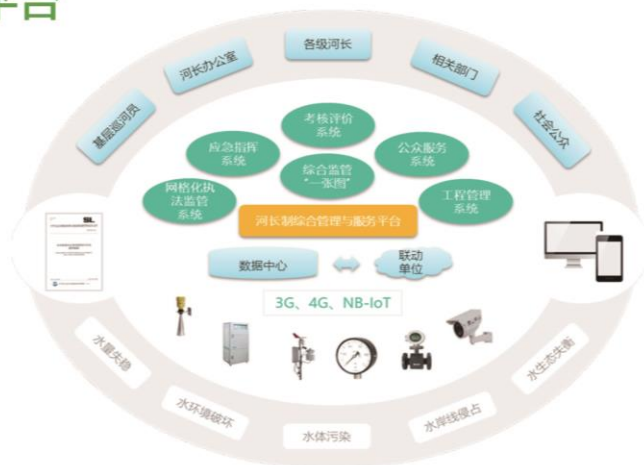 平台
各级河长
河长办公室
相关部门
基层巡河员
社会公众
考核评价
系统
应急指挥
系统
公众服务
系统
综合监管
“一张图”
网格化执
法监管
系统
工程管理
系统
河长制综合管理与服务平台
SL
数据中心
联动
单位
3G、4G、NB-IoT
水量失稳
水环境破坏
水体污染
水岸线侵占
水生态失衡